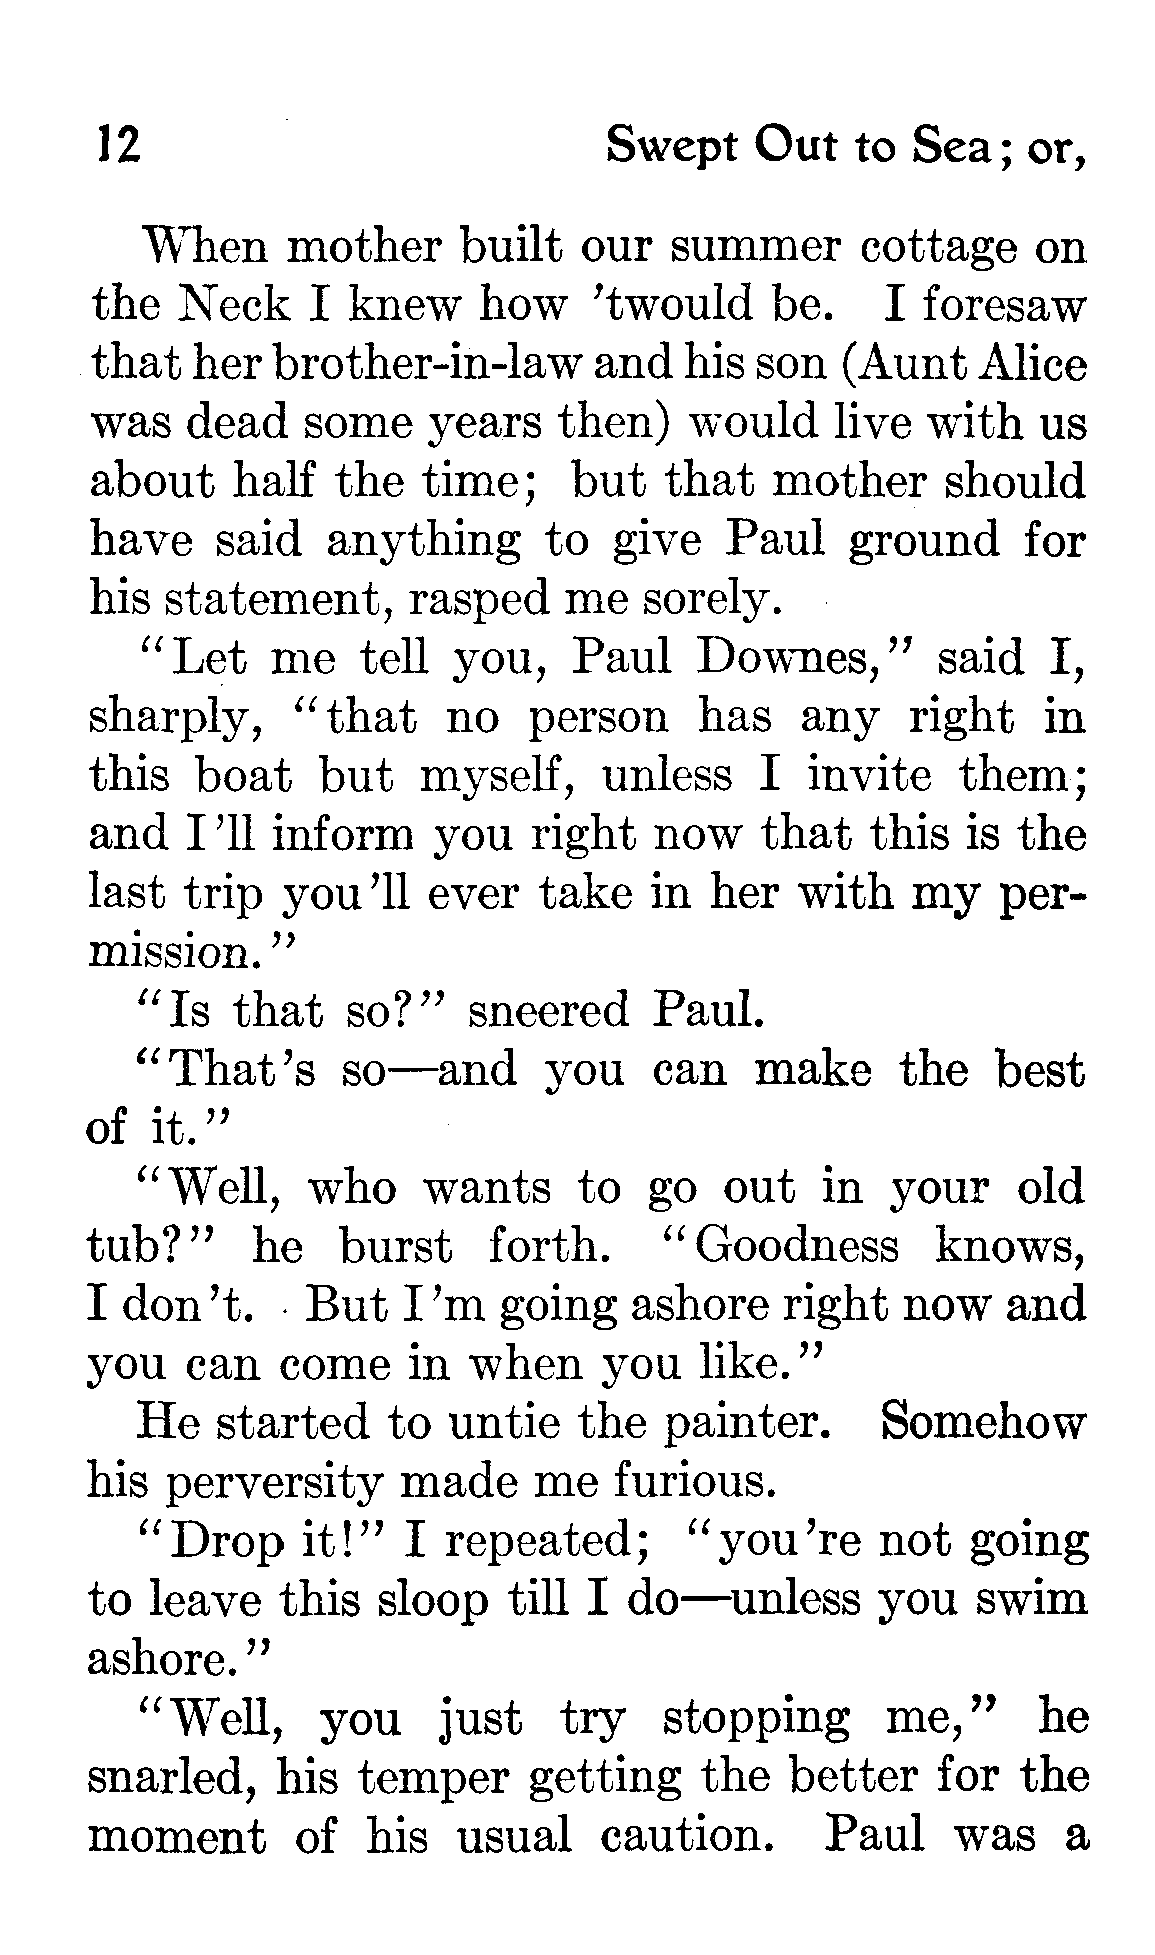 12 Swept Out to Sea; or,
When mother built our summer cottage on
the Neck I knew how 'twould be. I foresaw
that her brother-in-law and his son (Aunt Alice
was dead some years then) would live with us
about half the time; but that mother should
have said anything to give Paul ground for
his statement, rasped me sorely.
"Let me tell you, Paul Downes," said I,
sharply, "that no person has any right in
this boat but myself, unless I invite them;
and I'll inform you right now that this is the
last trip you'll ever take in her with my per-
mission."
"Is that so?" sneered Paul.
"That's so—and you can make the best
of it."
"Well, who wants to go out in your old
tub?" he burst forth. "Goodness knows,
I don't. But I'm going ashore right now and
you can come in when you like."
He started to untie the painter. Somehow
his perversity made me furious.
"Drop it!" I repeated; "you're not going
to leave this sloop till I do—unless you swim
ashore."
"Well, you just try stopping me," he
snarled, his temper getting the better for the
moment of his usual caution. Paul was a